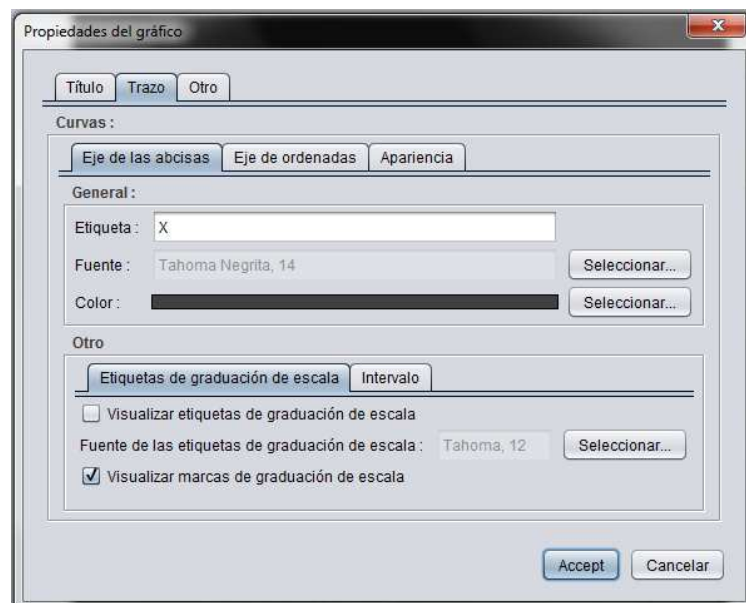 Propiedades del gráfico
Título Trazo Otro
Curvas :
Eje de las abcisas Eje de ordenadas Apariencia
General :
Etiqueta : X
Fuente : Tahoma Negrita, 14 Seleccionar...
Color : Seleccionar...
Otro
Etiquetas de graduación de escala Intervalo
Visualizar etiquetas de graduación de escala
Fuente de las etiquetas de graduación de escala : Tahoma, 12 Seleccionar...
Visualizar marcas de graduación de escala
Accept Cancelar